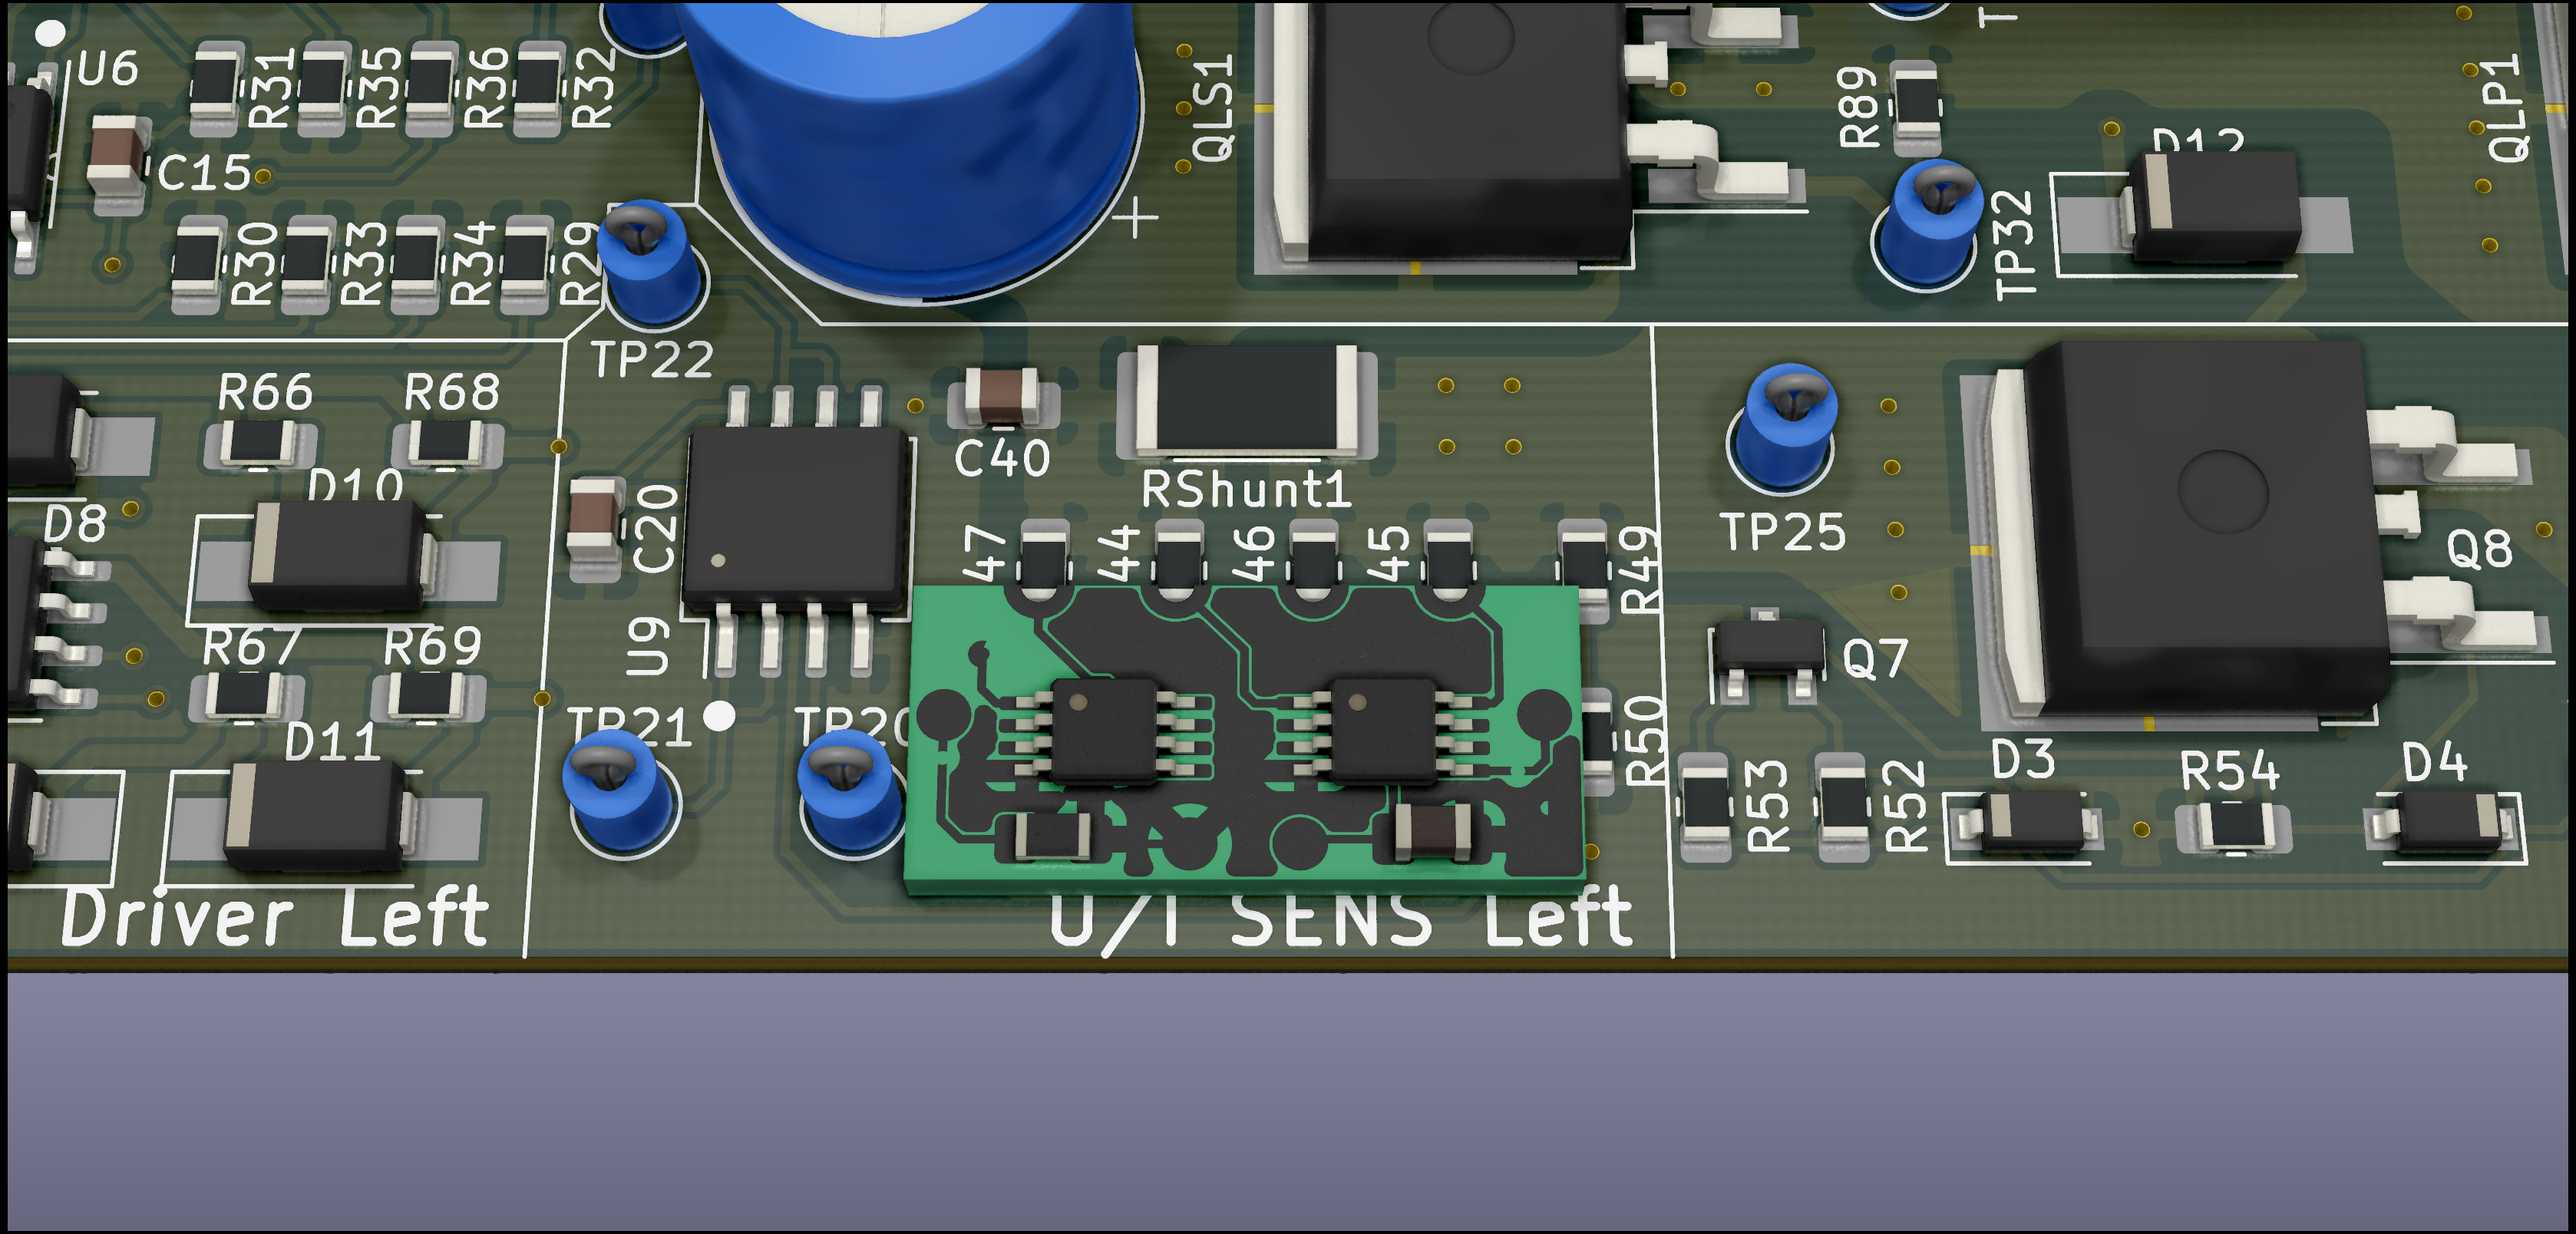 U6
R31
R35
R36
R32
QLS1
T
R89
QLP1
C15
D12
R30
R33
R34
R29
+
TP32
TP22
R66
R68
C40
RShunt1
D10
D8
C20
47
44
46
45
R49
TP25
Q8
R67
R69
U9
Q7
TP21
TP20
R50
D11
R53
R52
D3
R54
D4
Driver Left
U/I SENS Left